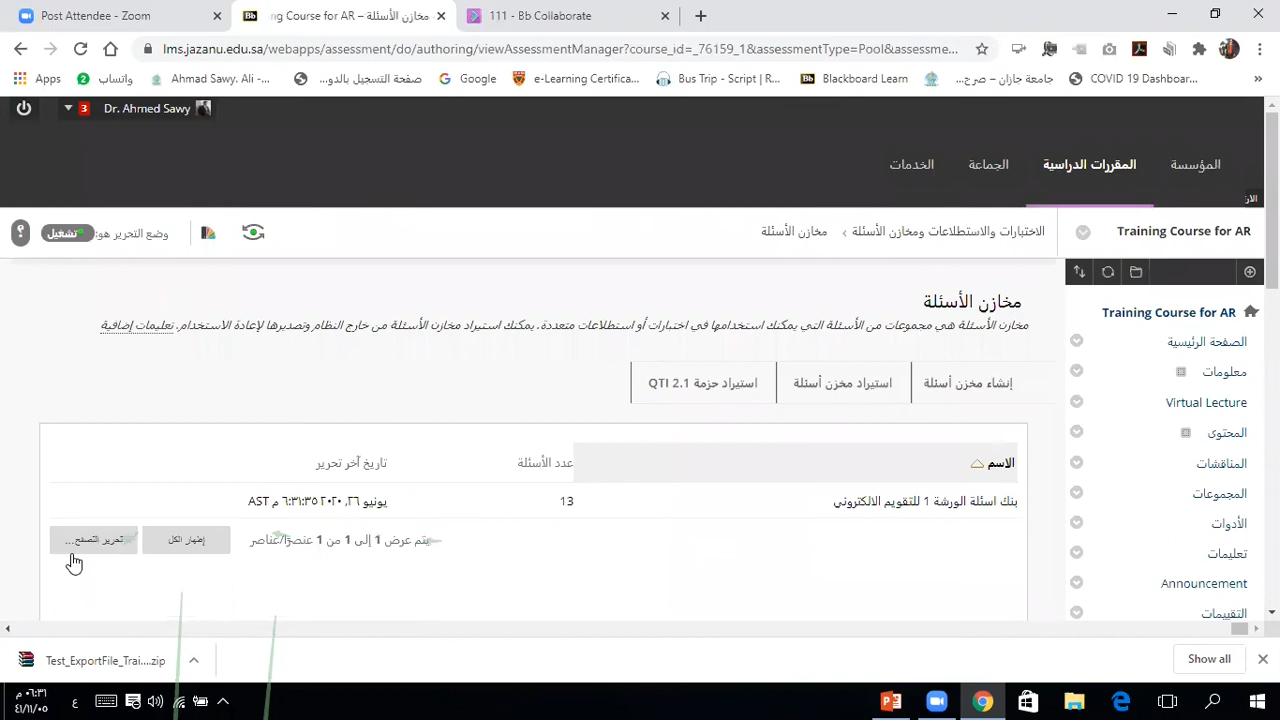 Post Attendee - Zoom
مخازن الأسئلة – ng Course for AR
111 - Bb Collaborate
lms.jazanu.edu.sa/webapps/assessment/do/authoring/viewAssessmentManager?course_id=_76159_1&assessmentType=Pool&assessme...
Apps
واتساب
Ahmad Sawy. Ali -...
صفحة التسجيل بالدو...
Google
e-Learning Certifica...
Bus Trip - Script | R...
Blackboard Learn
جامعة جازان – صرح...
COVID 19 Dashboar...
3 Dr. Ahmed Sawy
المؤسسة
المقررات الدراسية
الجماعة
الخدمات
Training Course for AR
الاختبارات والاستطلاعات ومخازن الأسئلة
مخازن الأسئلة
وضع التحرير هو: تشغيل
؟
مخازن الأسئلة
مخازن الأسئلة هي مجموعات من الأسئلة التي يمكنك استخدامها في اختبارات أو استطلاعات متعددة. يمكنك استيراد مخازن الأسئلة من خارج النظام وتصديرها لإعادة الاستخدام. تعليمات إضافية
إنشاء مخزن أسئلة
استيراد مخزن أسئلة
استيراد حزمة QTI 2.1
الاسم
عدد الأسئلة
تاريخ آخر تحرير
بنك اسئلة الورشة 1 للتقويم الالكتروني
13
يونيو ٢٦, ٢٠٢٠ ٦:٣١:٣٥ م AST
يتم عرض 1 إلى 1 من 1 عنصرًا/عناصر
إظهار الكل
تحرير التصفح...
Training Course for AR
الصفحة الرئيسية
معلومات
Virtual Lecture
المحتوى
المناقشات
المجموعات
الأدوات
تعليمات
Announcement
التقييمات
Test_ExportFile_Trai....zip
Show all
٠٦:٣١ م
٤١/١١/٠٥
ع